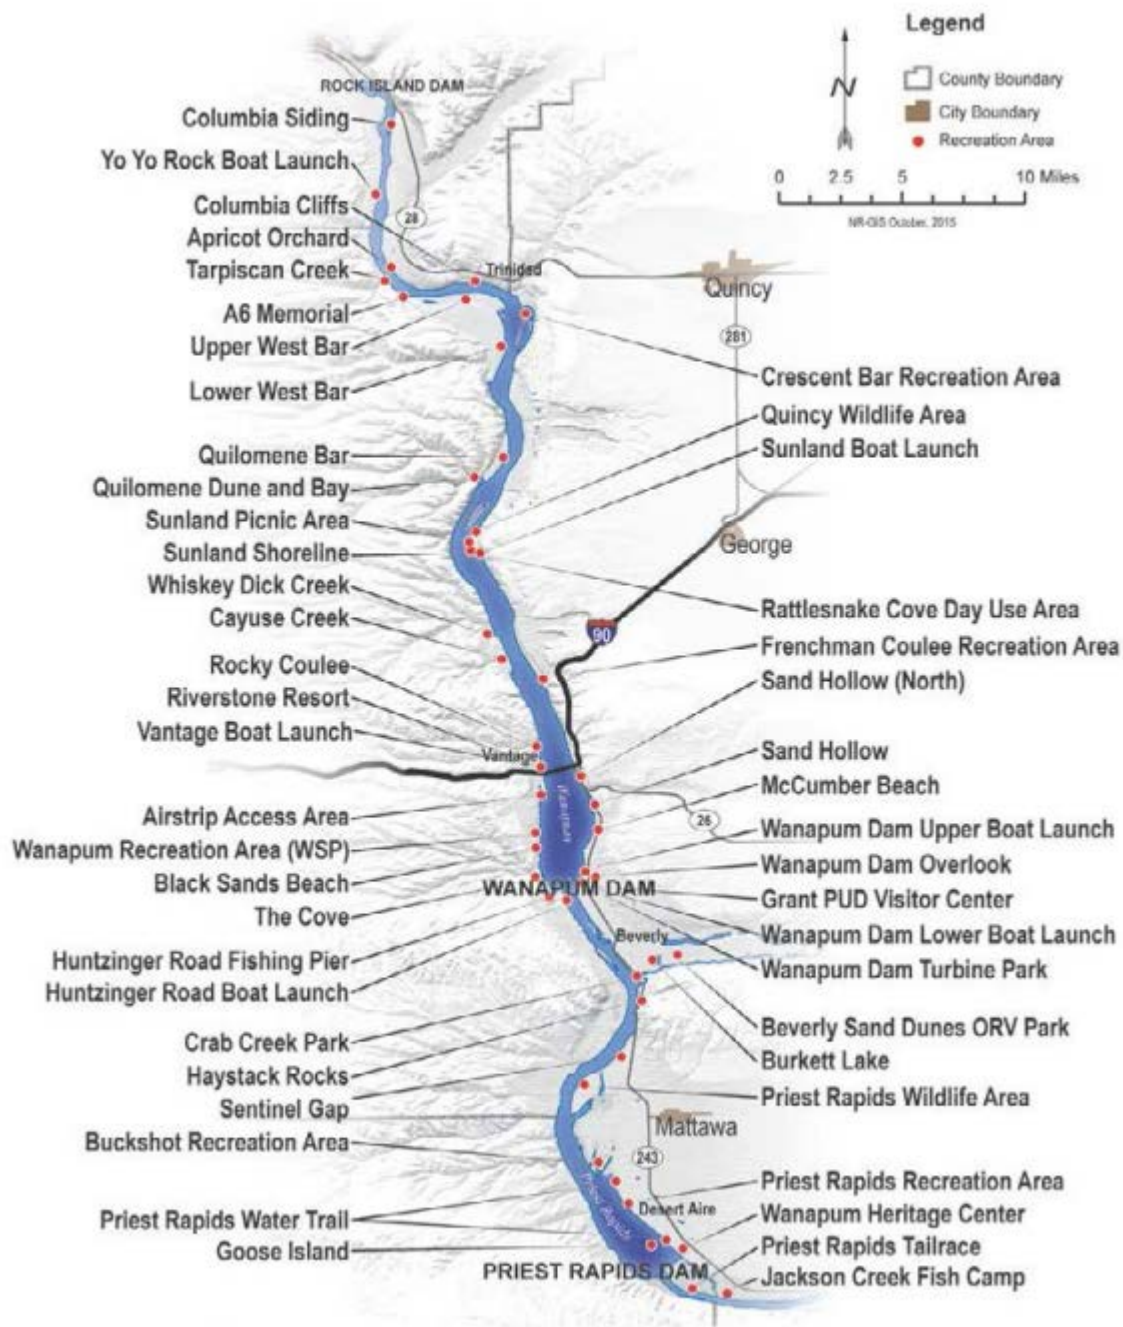 Legend
N
County Boundary
City Boundary
Recreation Area
0 2.5 5 10 Miles
NR-GIS October, 2015
ROCK ISLAND DAM
Columbia Siding
Yo Yo Rock Boat Launch
Columbia Cliffs
28
Apricot Orchard
Tarpiscan Creek
Trinidad
Quincy
A6 Memorial
Upper West Bar
281
Lower West Bar
Crescent Bar Recreation Area
Quincy Wildlife Area
Sunland Boat Launch
Quilomene Bar
Quilomene Dune and Bay
Sunland Picnic Area
Sunland Shoreline
George
Whiskey Dick Creek
Cayuse Creek
Rattlesnake Cove Day Use Area
90
Frenchman Coulee Recreation Area
Rocky Coulee
Sand Hollow (North)
Riverstone Resort
Vantage Boat Launch
Vantage
Sand Hollow
McCumber Beach
Wanapum
26
Airstrip Access Area
Wanapum Recreation Area (WSP)
Wanapum Dam Upper Boat Launch
Wanapum Dam Overlook
Black Sands Beach
WANAPUM DAM
Grant PUD Visitor Center
The Cove
Beverly
Wanapum Dam Lower Boat Launch
Huntzinger Road Fishing Pier
Wanapum Dam Turbine Park
Huntzinger Road Boat Launch
Beverly Sand Dunes ORV Park
Crab Creek Park
Burkett Lake
Haystack Rocks
Priest Rapids Wildlife Area
Sentinel Gap
Mattawa
Buckshot Recreation Area
243
Priest Rapids Recreation Area
Priest Rapids
Desert Aire
Wanapum Heritage Center
Priest Rapids Water Trail
Goose Island
Priest Rapids Tailrace
PRIEST RAPIDS DAM
Jackson Creek Fish Camp